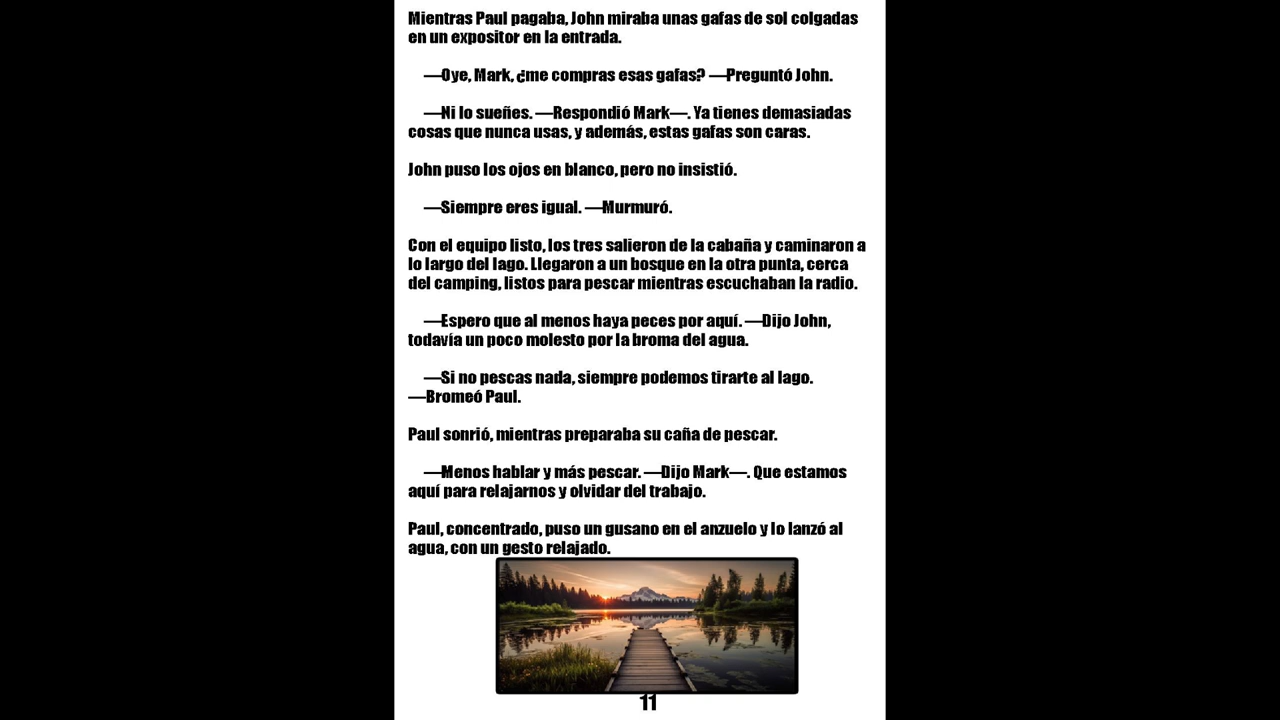 Mientras Paul pagaba, John miraba unas gafas de sol colgadas
en un expositor en la entrada.
—Oye, Mark, ¿me compras esas gafas? —Preguntó John.
—Ni lo sueñes. —Respondió Mark—. Ya tienes demasiadas
cosas que nunca usas, y además, estas gafas son caras.
John puso los ojos en blanco, pero no insistió.
—Siempre eres igual. —Murmuró.
Con el equipo listo, los tres salieron de la cabaña y caminaron a
lo largo del lago. Llegaron a un bosque en la otra punta, cerca
del camping, listos para pescar mientras escuchaban la radio.
—Espero que al menos haya peces por aquí. —Dijo John,
todavía un poco molesto por la broma del agua.
—Si no pescas nada, siempre podemos tirarte al lago.
—Bromeó Paul.
Paul sonrió, mientras preparaba su caña de pescar.
—Menos hablar y más pescar. —Dijo Mark—. Que estamos
aquí para relajarnos y olvidar del trabajo.
Paul, concentrado, puso un gusano en el anzuelo y lo lanzó al
agua, con un gesto relajado.
11